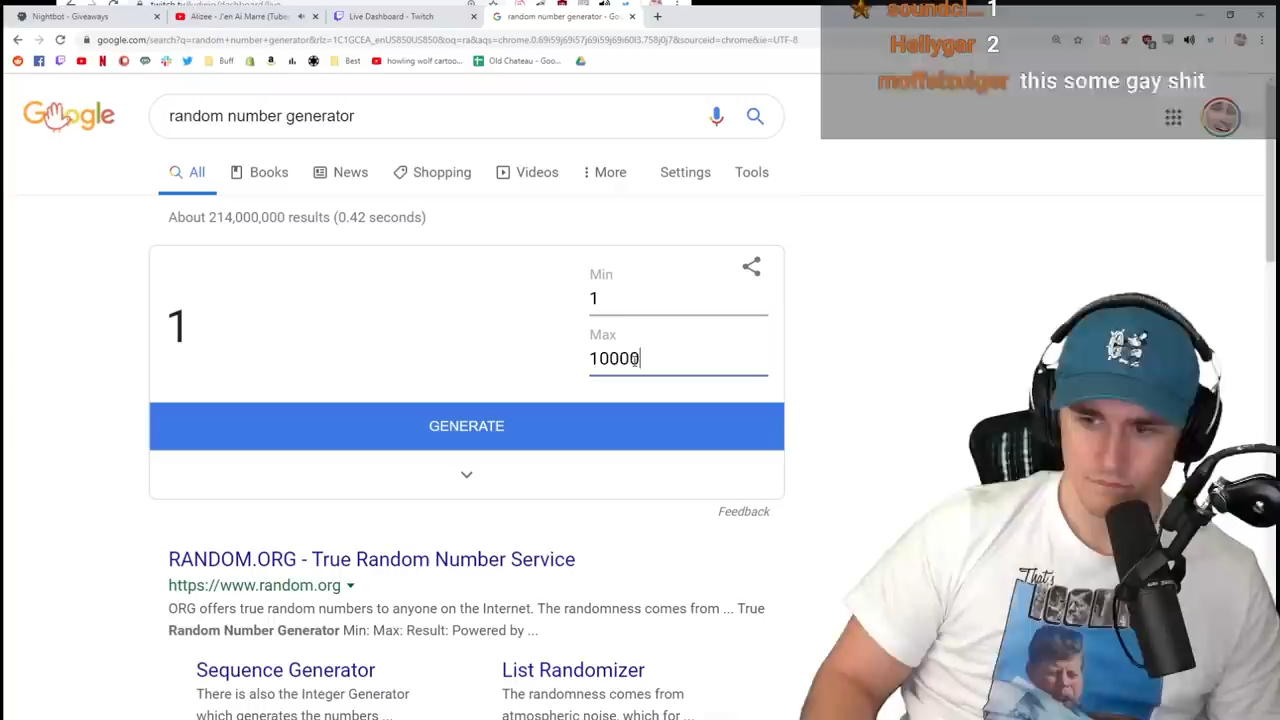 Nightbot - Giveaways
Alizee - J'en Ai Marre (Tube
Live Dashboard - Twitch
random number generator - Go
google.com/search?q=random+number+generator&rlz=1C1GCEA_enUS850US850&oq=ra&aqs=chrome.0.69i59j69i57j69i59j69i60l3.758j0j7&sourceid=chrome&ie=UTF-8
Buff
Best
howling wolf cartoo...
Old Chateau - Goo...
soundcl... 1
Hellygar 2
this some gay shit
Google
random number generator
All
Books
News
Shopping
Videos
More
Settings
Tools
About 214,000,000 results (0.42 seconds)
Min
1
1
Max
10000
GENERATE
Feedback
RANDOM.ORG - True Random Number Service
https://www.random.org
ORG offers true random numbers to anyone on the Internet. The randomness comes from ... True
Random Number Generator Min: Max: Result: Powered by ...
Sequence Generator
List Randomizer
There is also the Integer Generator
The randomness comes from
which generates the numbers ...
atmospheric noise, which for ...
That's